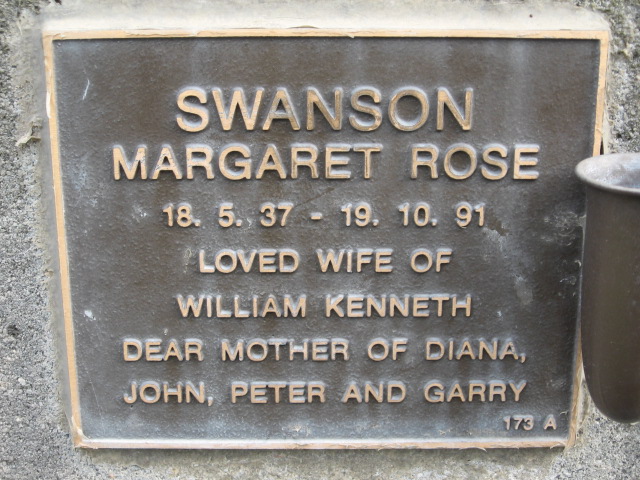 SWANSON
MARGARET ROSE
18. 5. 37 - 19. 10. 91
LOVED WIFE OF
WILLIAM KENNETH
DEAR MOTHER OF DIANA,
JOHN, PETER AND GARRY
173 A